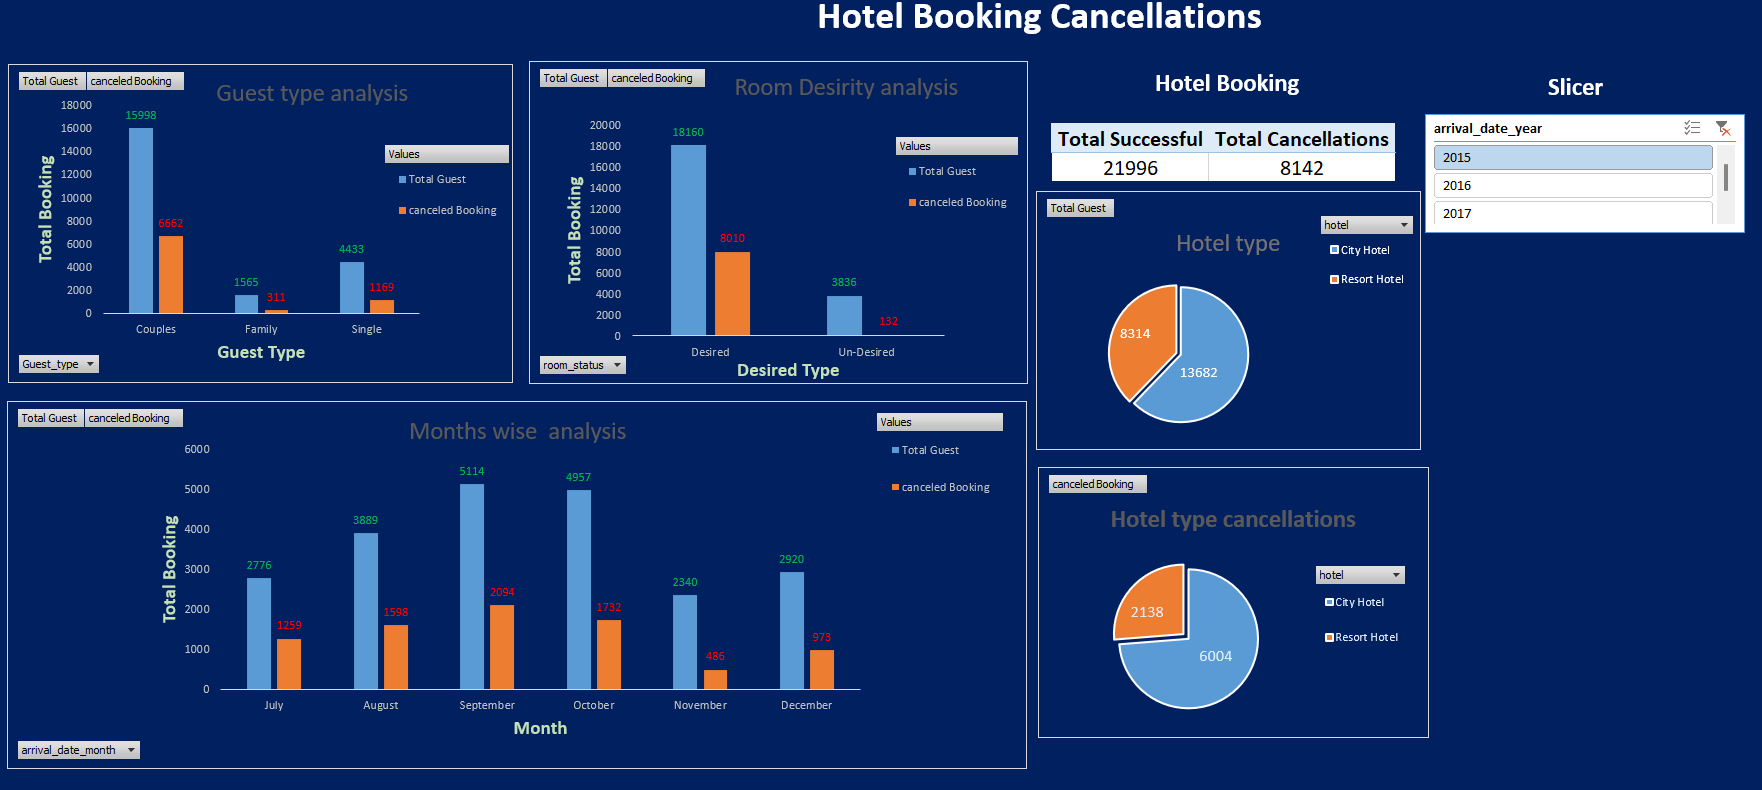 Hotel Booking Cancellations
Total Guest canceled Booking
Guest type analysis
18000
16000
14000
12000
10000
8000
6000
4000
2000
0
Total Booking
15998
6662
1565
311
4433
1169
Couples Family Single
Guest Type
Values
Total Guest
canceled Booking
Guest_type
Total Guest canceled Booking
Room Desirity analysis
20000
18000
16000
14000
12000
10000
8000
6000
4000
2000
0
Total Booking
18160
8010
3836
132
Desired Un-Desired
Desired Type
Values
Total Guest
canceled Booking
room_status
Hotel Booking
Total Successful Total Cancellations
21996 8142
Slicer
arrival_date_year
2015
2016
2017
Total Guest
Hotel type
hotel
City Hotel
Resort Hotel
8314
13682
Total Guest canceled Booking
Months wise  analysis
6000
5000
4000
3000
2000
1000
0
Total Booking
2776
1259
3889
1598
5114
2094
4957
1732
2340
486
2920
973
July August September October November December
Month
Values
Total Guest
canceled Booking
arrival_date_month
canceled Booking
Hotel type cancellations
hotel
City Hotel
Resort Hotel
2138
6004